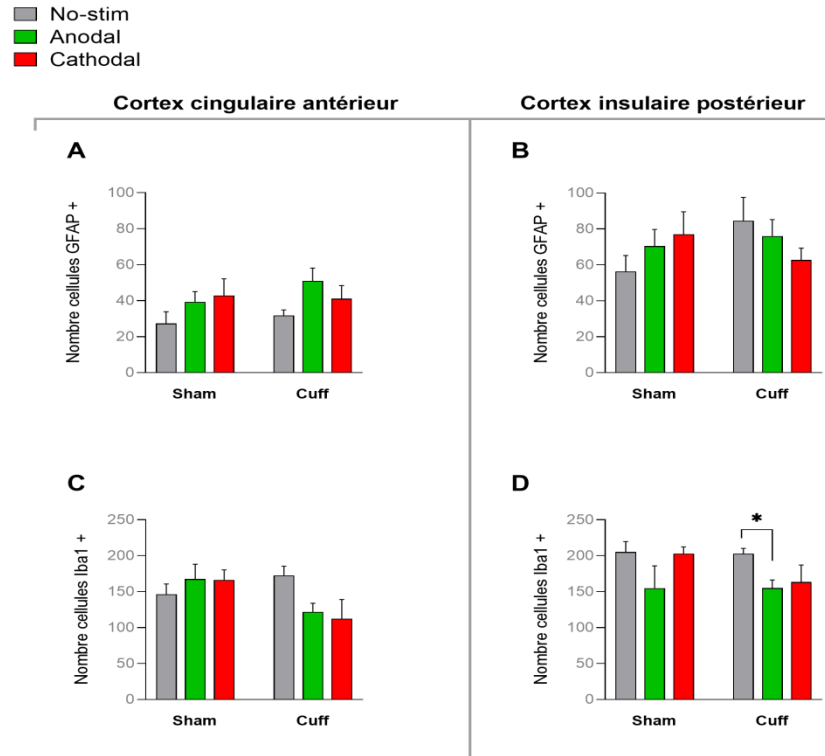 No-stim
Anodal
Cathodal
Cortex cingulaire antérieur
Cortex insulaire postérieur
A
Nombre cellules GFAP +
100
80
60
40
20
0
Sham
Cuff
B
Nombre cellules GFAP +
100
80
60
40
20
0
Sham
Cuff
C
Nombre cellules Iba1 +
250
200
150
100
50
0
Sham
Cuff
D
Nombre cellules Iba1 +
250
200
150
100
50
0
*
Sham
Cuff